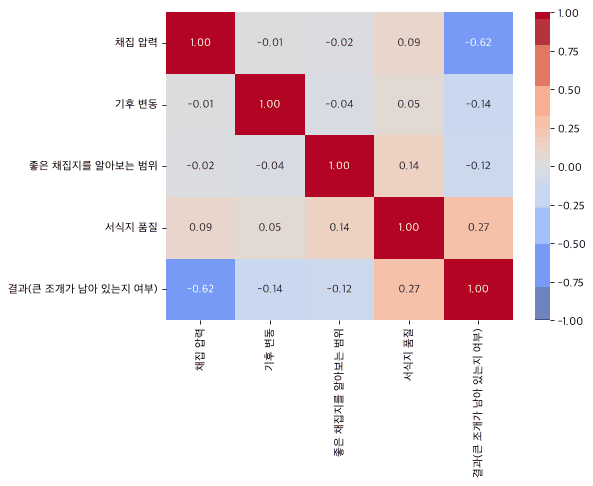 채집 압력 1.00 -0.01 -0.02 0.09 -0.62
기후 변동 -0.01 1.00 -0.04 0.05 -0.14
좋은 채집지를 알아보는 범위 -0.02 -0.04 1.00 0.14 -0.12
서식지 품질 0.09 0.05 0.14 1.00 0.27
결과(큰 조개가 남아 있는지 여부) -0.62 -0.14 -0.12 0.27 1.00
채집 압력
기후 변동
좋은 채집지를 알아보는 범위
서식지 품질
결과(큰 조개가 남아 있는지 여부)
1.00
0.75
0.50
0.25
0.00
-0.25
-0.50
-0.75
-1.00